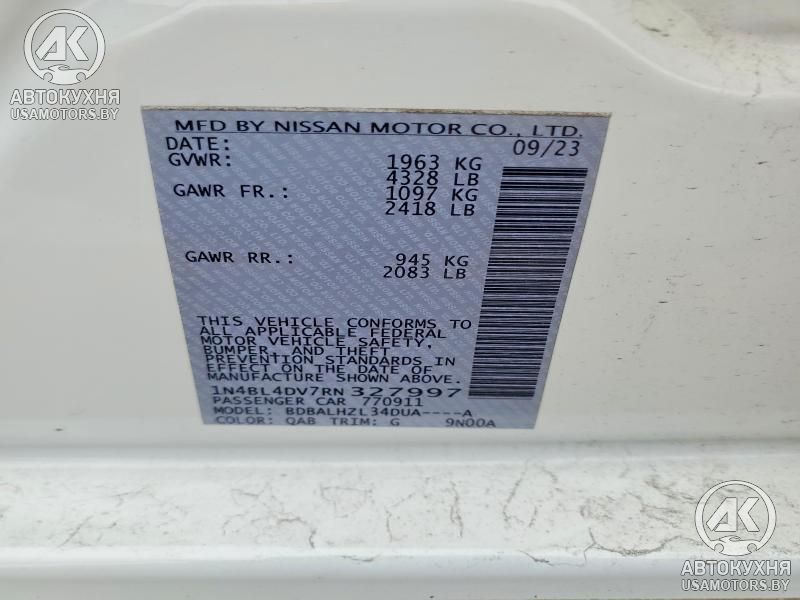 AK
АВТОКУХНЯ
USAMOTORS.BY
MFD BY NISSAN MOTOR CO., LTD.
DATE: 09/23
GVWR: 1963 KG
4328 LB
GAWR FR.: 1097 KG
2418 LB
GAWR RR.: 945 KG
2083 LB
THIS VEHICLE CONFORMS TO
ALL APPLICABLE FEDERAL
MOTOR VEHICLE SAFETY,
BUMPER, AND THEFT
PREVENTION STANDARDS IN
EFFECT ON THE DATE OF
MANUFACTURE SHOWN ABOVE.
1N4BL4DV7RN 327997
PASSENGER CAR 770911
MODEL: BDBALHZL34DUA----A
COLOR: QAB TRIM: G 9N00A
AK
АВТОКУХНЯ
USAMOTORS.BY